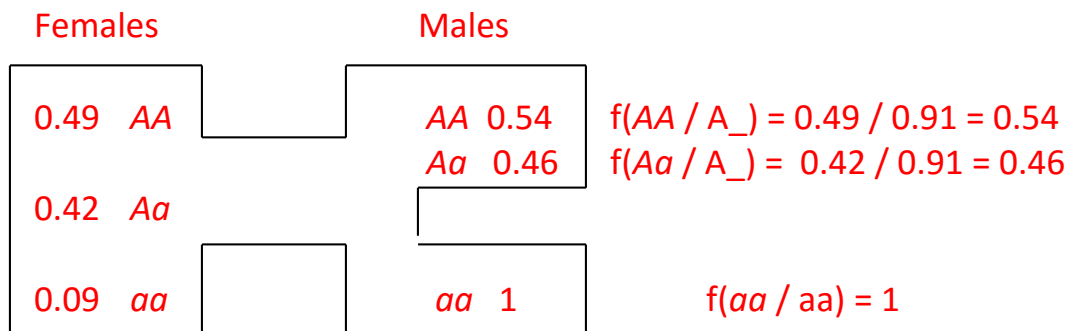 Females Males
0.49 AA AA 0.54 f(AA / A_) = 0.49 / 0.91 = 0.54
Aa 0.46 f(Aa / A_) = 0.42 / 0.91 = 0.46
0.42 Aa
0.09 aa aa 1 f(aa / aa) = 1